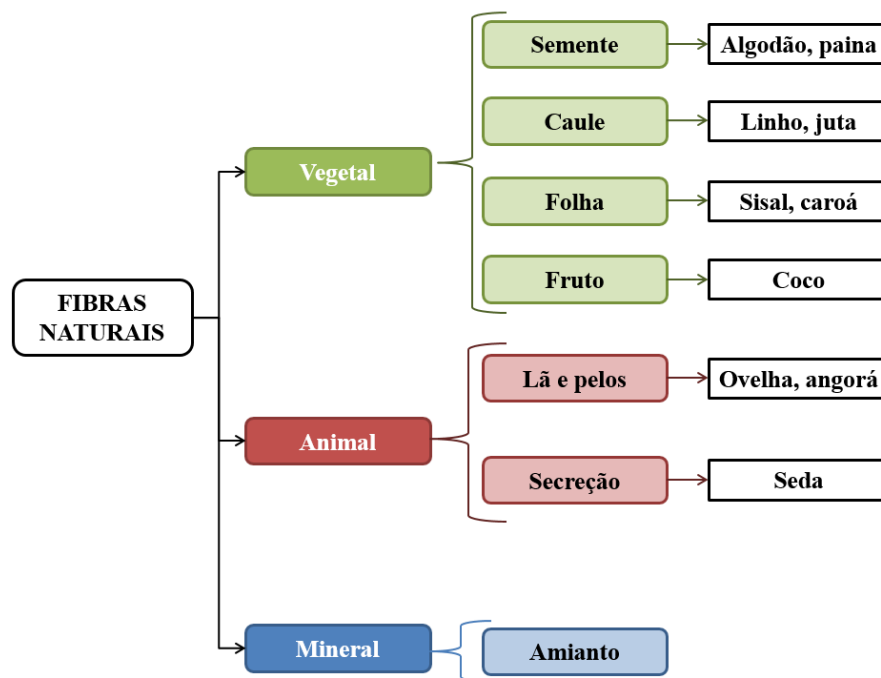 FIBRAS
NATURAIS
Vegetal
Semente
Algodão, paina
Caule
Linho, juta
Folha
Sisal, caroá
Fruto
Coco
Animal
Lã e pelos
Ovelha, angorá
Secreção
Seda
Mineral
Amianto